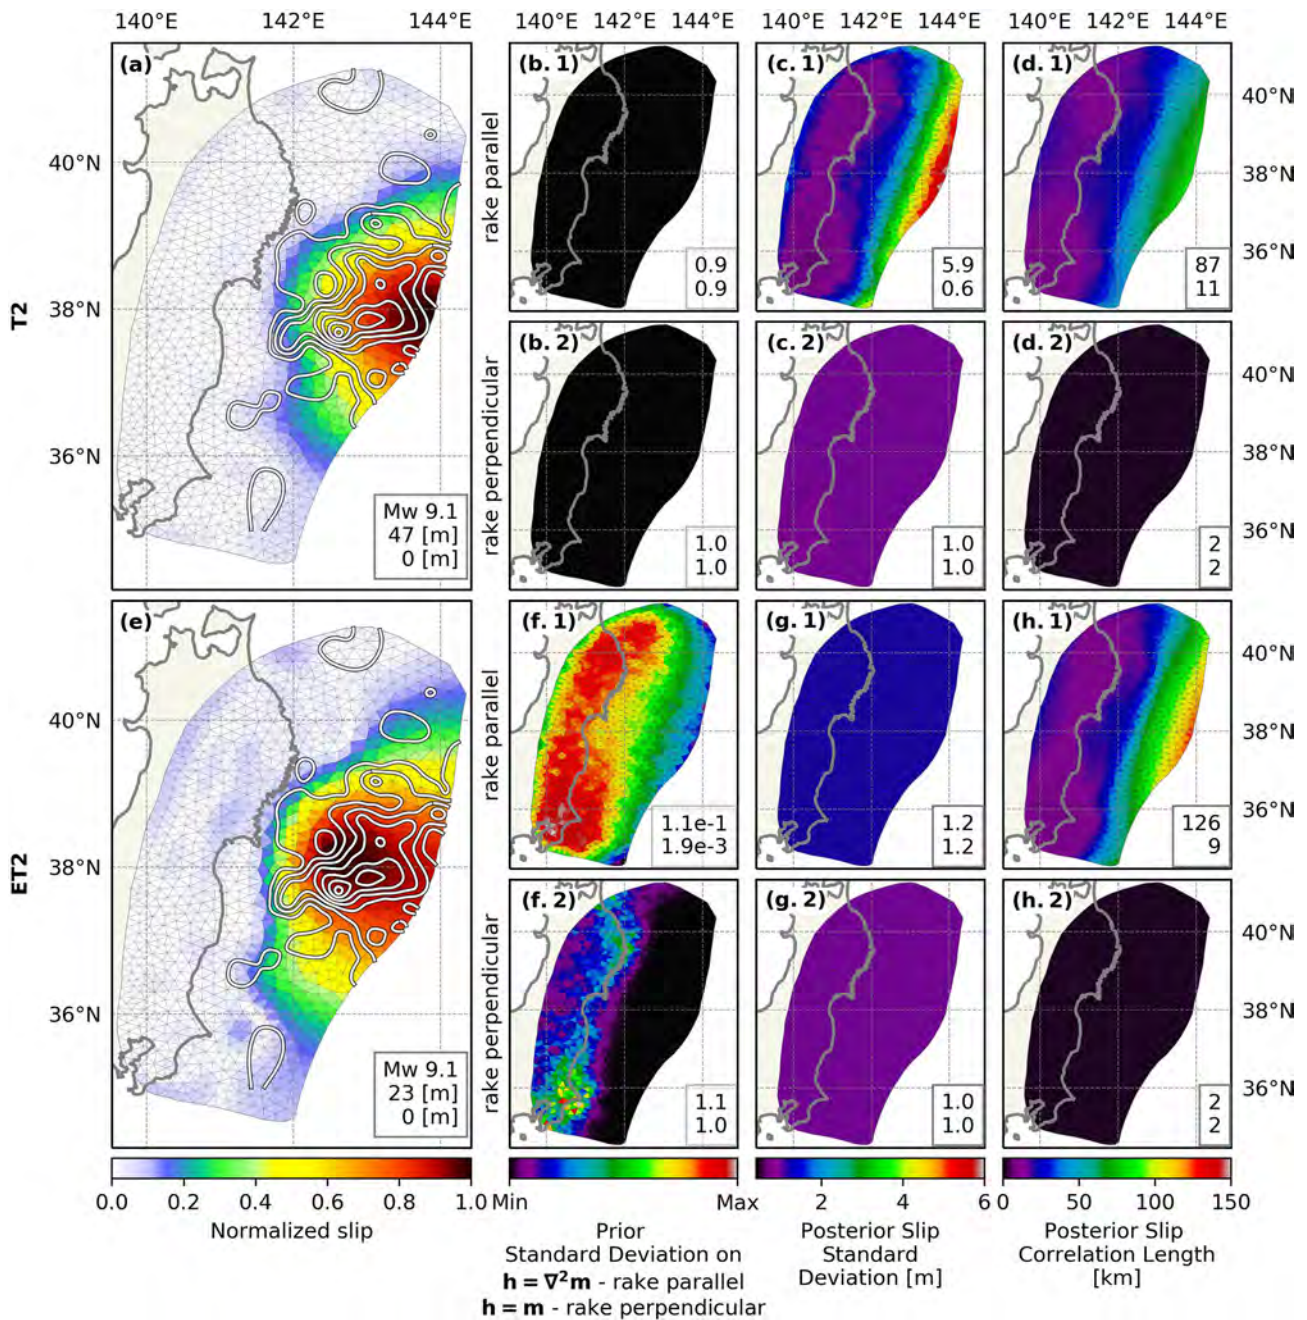 140°E 142°E 144°E 140°E 142°E 144°E 140°E 142°E 144°E 140°E 142°E 144°E
(a) (b. 1) (c. 1) (d. 1)
T2
rake parallel
40°N
38°N
36°N
40°N
38°N
36°N
0.9
0.9
5.9
0.6
87
11
(b. 2) (c. 2) (d. 2)
rake perpendicular
40°N
38°N
36°N
Mw 9.1
47 [m]
0 [m]
1.0
1.0
1.0
1.0
2
2
(e) (f. 1) (g. 1) (h. 1)
ET2
rake parallel
40°N
38°N
36°N
40°N
38°N
36°N
1.1e-1
1.9e-3
1.2
1.2
126
9
(f. 2) (g. 2) (h. 2)
rake perpendicular
40°N
38°N
36°N
Mw 9.1
23 [m]
0 [m]
1.1
1.0
1.0
1.0
2
2
0.0 0.2 0.4 0.6 0.8 1.0
Normalized slip
Min Max
Prior
Standard Deviation on
h = ∇²m - rake parallel
h = m - rake perpendicular
2 4 6
Posterior Slip
Standard
Deviation [m]
0 50 100 150
Posterior Slip
Correlation Length
[km]